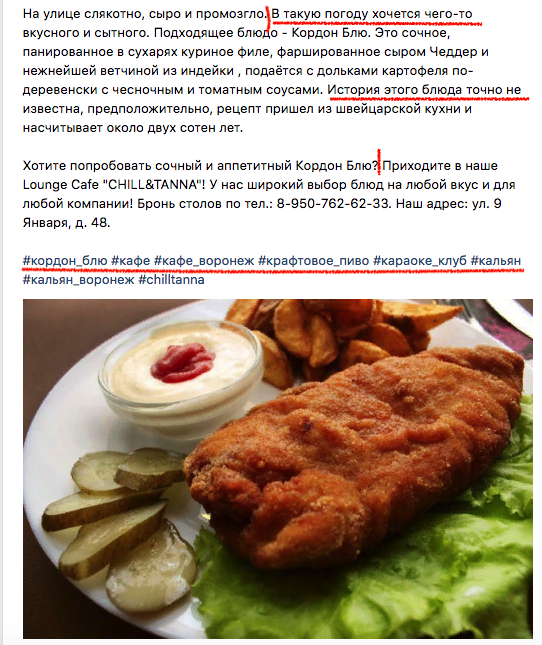 На улице слякотно, сыро и промозгло. В такую погоду хочется чего-то
вкусного и сытного. Подходящее блюдо - Кордон Блю. Это сочное,
панированное в сухарях куриное филе, фаршированное сыром Чеддер и
нежнейшей ветчиной из индейки , подаётся с дольками картофеля по-
деревенски с чесночным и томатным соусами. История этого блюда точно не
известна, предположительно, рецепт пришел из швейцарской кухни и
насчитывает около двух сотен лет.
Хотите попробовать сочный и аппетитный Кордон Блю? Приходите в наше
Lounge Cafe "CHILL&TANNA"! У нас широкий выбор блюд на любой вкус и для
любой компании! Бронь столов по тел.: 8-950-762-62-33. Наш адрес: ул. 9
Января, д. 48.
#кордон_блю #кафе #кафе_воронеж #крафтовое_пиво #караоке_клуб #кальян
#кальян_воронеж #chilltanna